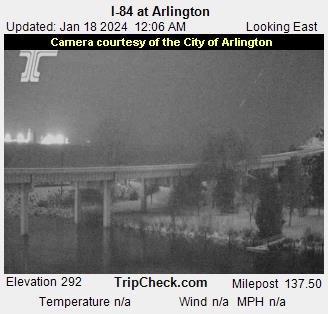 I-84 at Arlington
Updated: Jan 18 2024 12:06 AM Looking East
Camera courtesy of the City of Arlington
Elevation 292 TripCheck.com Milepost 137.50
Temperature n/a Wind n/a MPH n/a